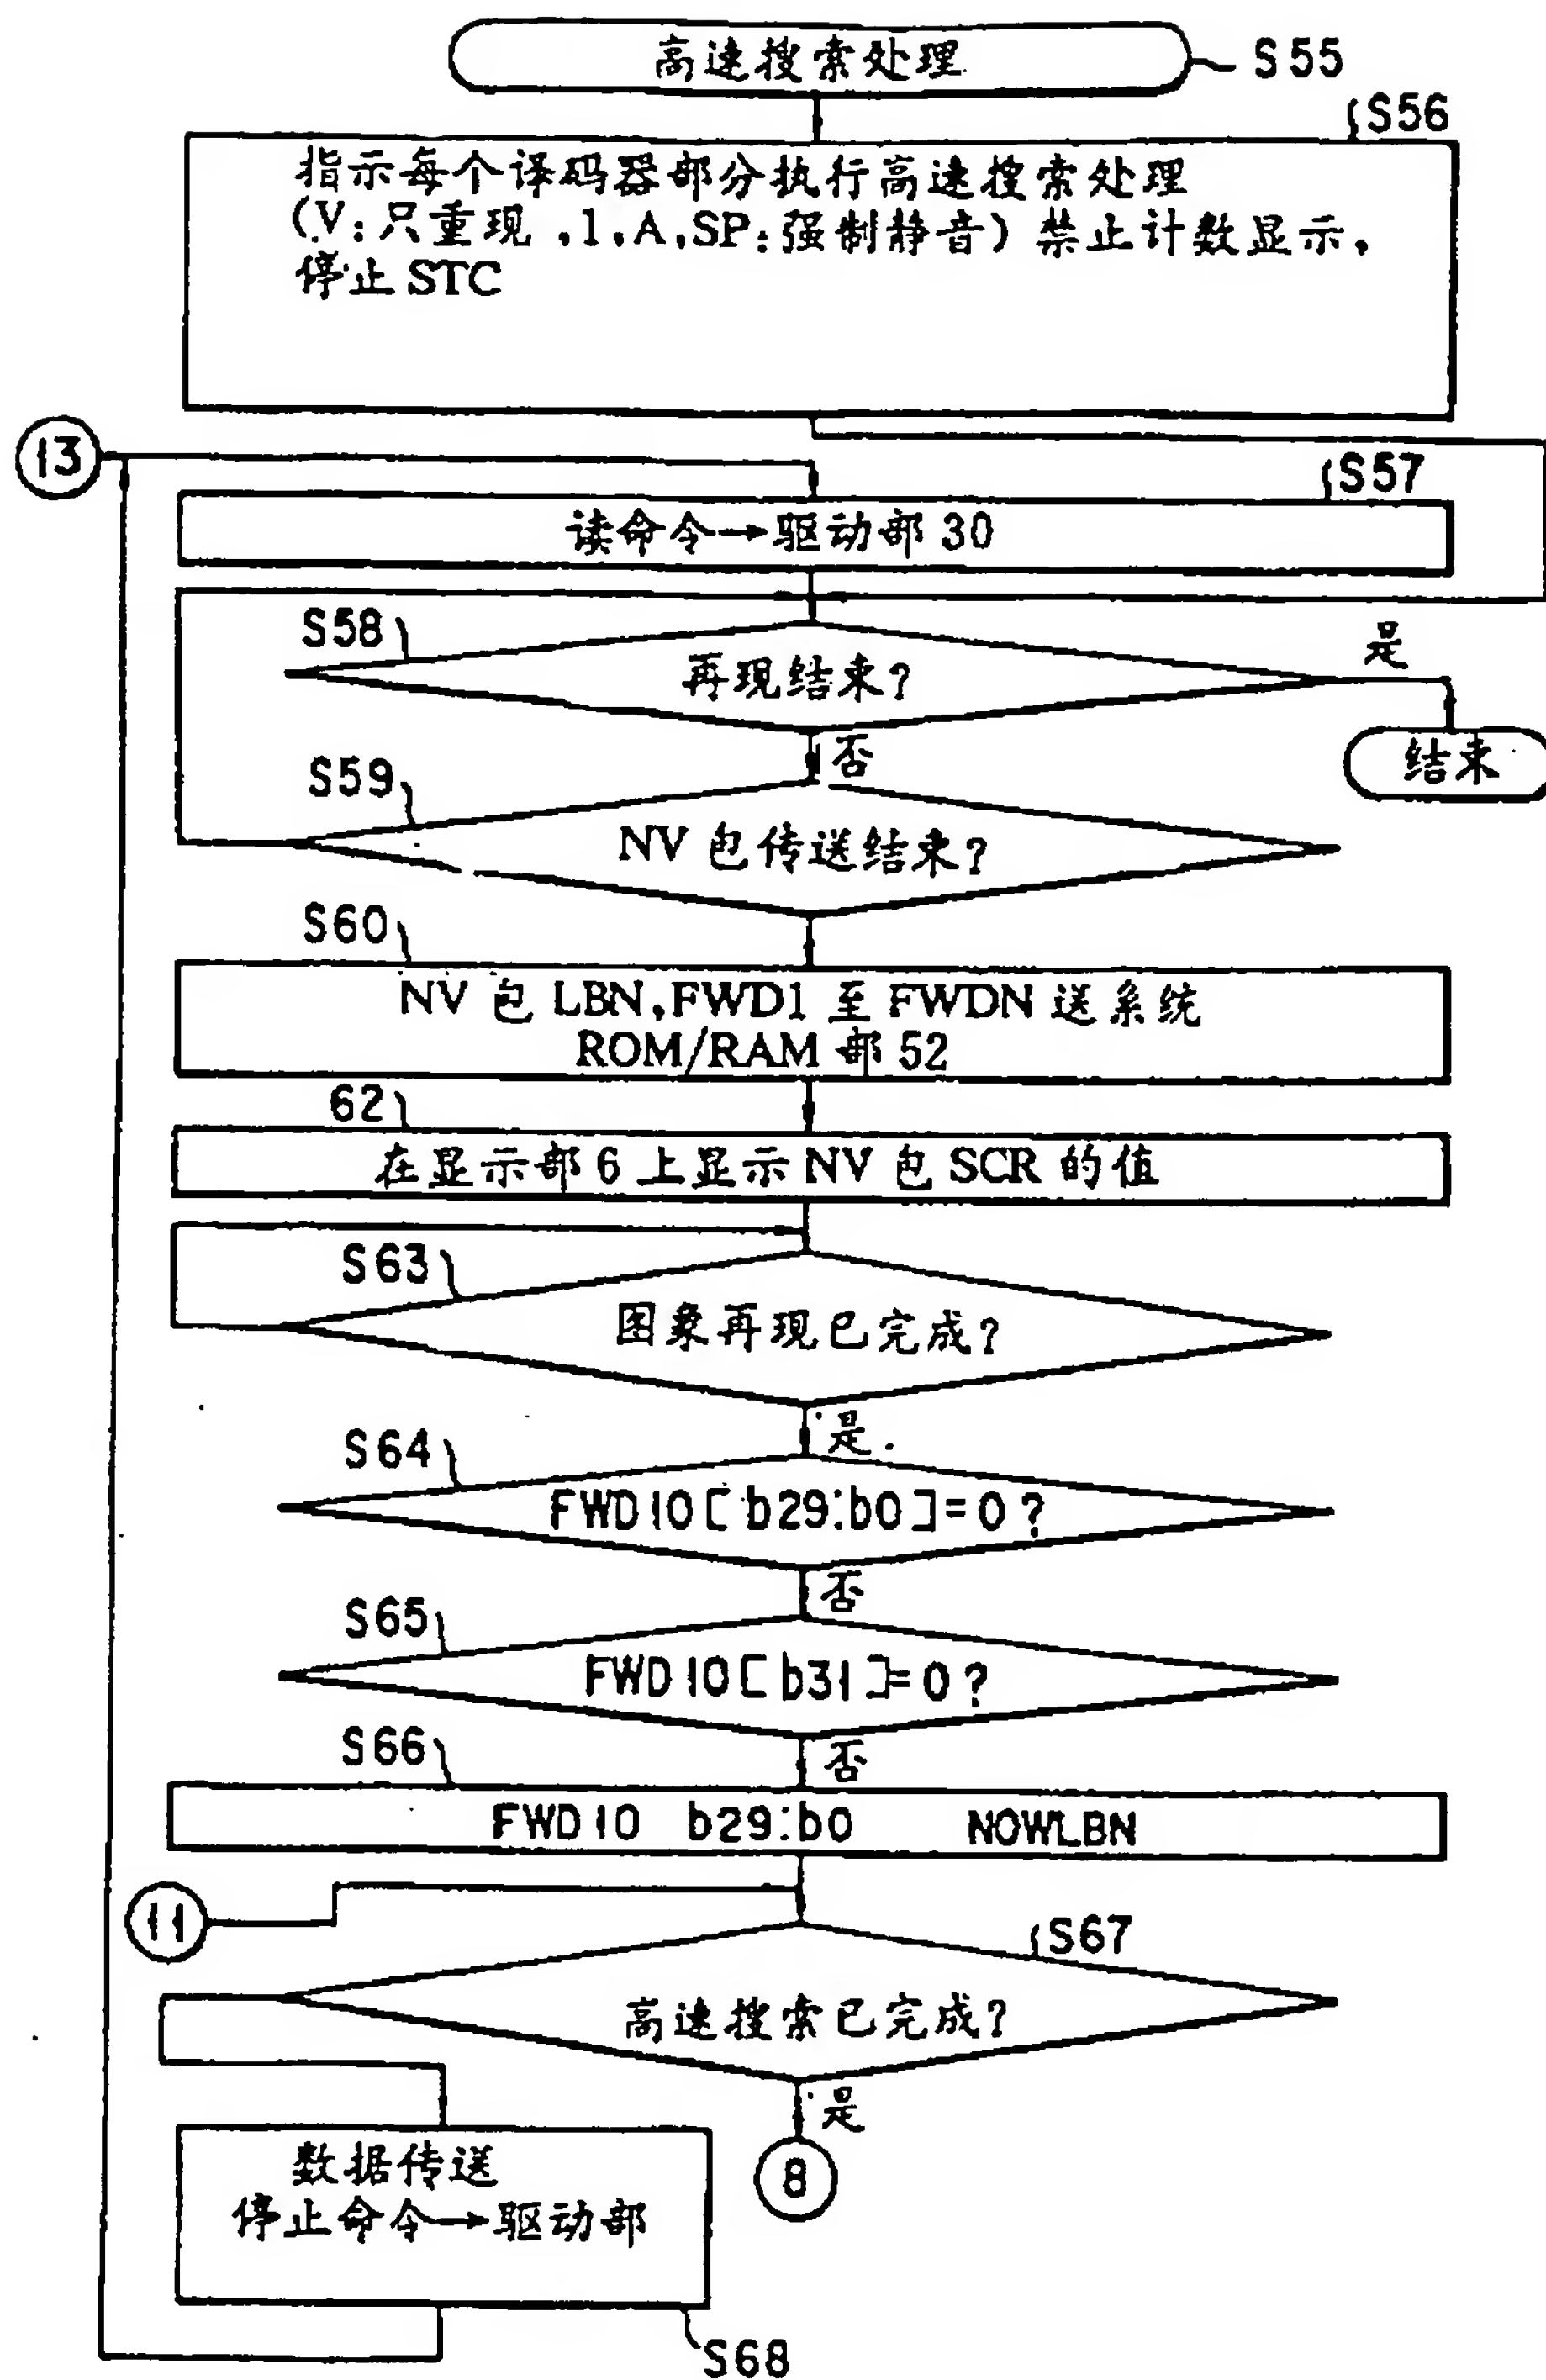 高速搜索处理
S55
S56
指示每个译码器部分执行高速搜索处理
(V:只重现,1,A,SP:强制静音)禁止计数显示,
停止STC
13
S57
读命令→驱动部30
S58
再现结束?
是
否
结束
S59
NV包传送结束?
S60
NV包LBN,FWD1至FWDN送系统
ROM/RAM部52
62
在显示部6上显示NV包SCR的值
S63
图象再现已完成?
是
S64
FWD10[b29:b0]=0?
否
S65
FWD10[b31]=0?
否
S66
FWD10 b29:b0 NOWLBN
11
S67
高速搜索已完成?
是
8
数据传送
停止命令→驱动部
S68